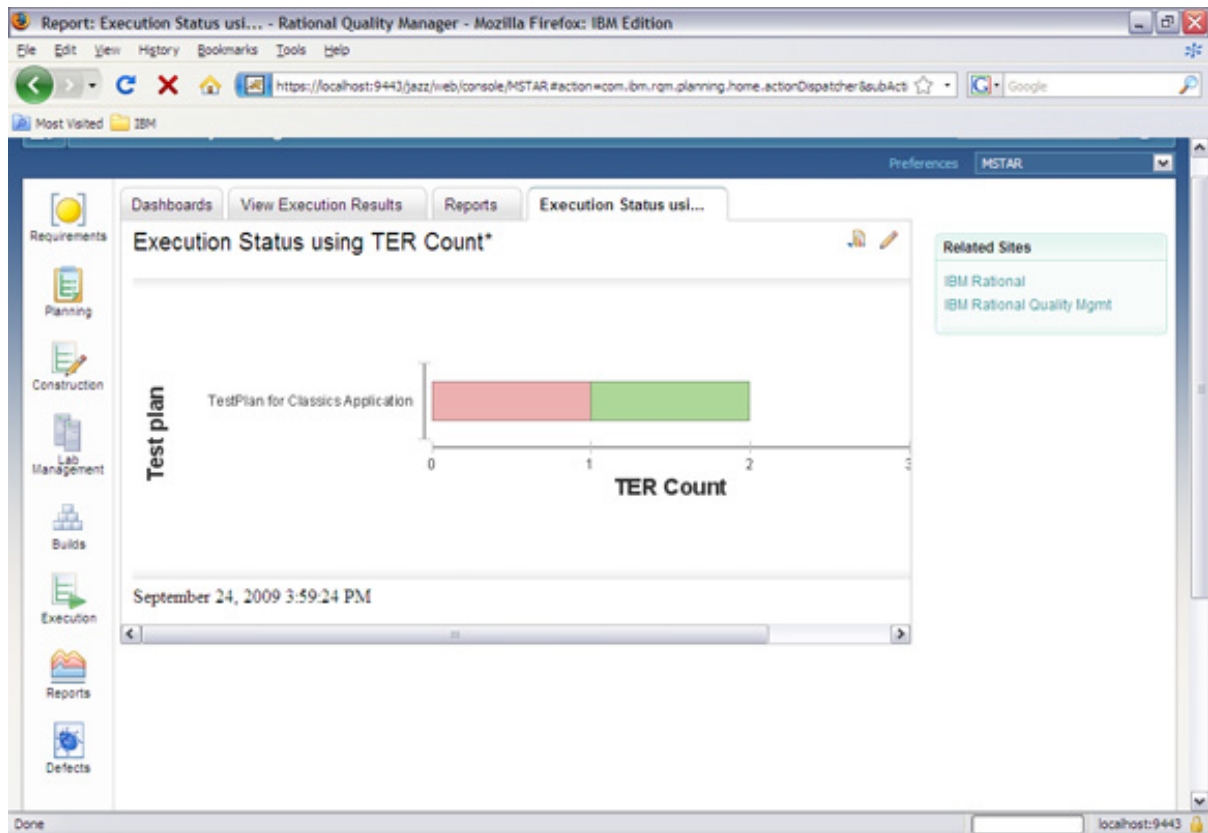 Report: Execution Status usi... - Rational Quality Manager - Mozilla Firefox: IBM Edition
File Edit View History Bookmarks Tools Help
https://localhost:9443/jazz/web/console/MSTAR#action=com.ibm.rqm.planning.home.actionDispatcher&subActi
Google
Most Visited IBM
Preferences MSTAR
Dashboards View Execution Results Reports Execution Status usi...
Requirements
Planning
Construction
Lab Management
Builds
Execution
Reports
Defects
Execution Status using TER Count*
Test plan
TestPlan for Classics Application
0 1 2 3
TER Count
September 24, 2009 3:59:24 PM
Related Sites
IBM Rational
IBM Rational Quality Mgmt
Done
localhost:9443